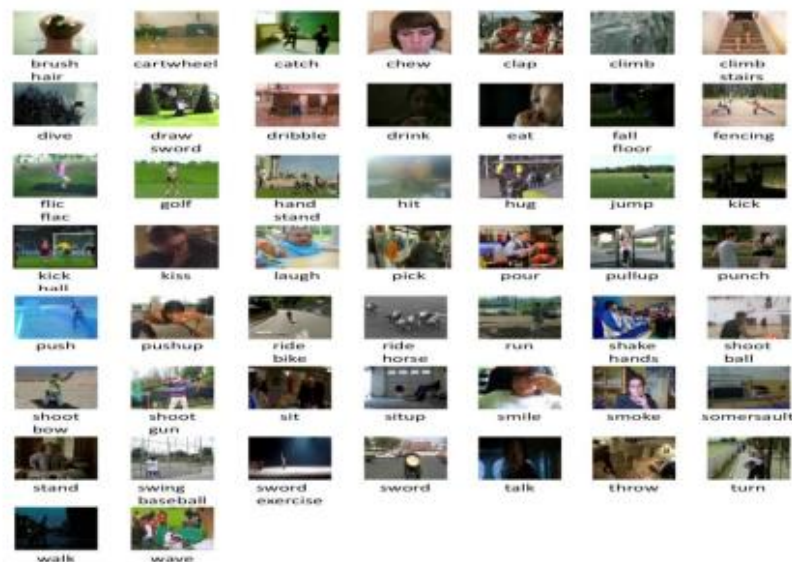 brush hair
cartwheel
catch
chew
clap
climb
climb stairs
dive
draw sword
dribble
drink
eat
fall floor
fencing
flic flac
golf
hand stand
hit
hug
jump
kick
kick ball
kiss
laugh
pick
pour
pullup
punch
push
pushup
ride bike
ride horse
run
shake hands
shoot ball
shoot bow
shoot gun
sit
situp
smile
smoke
somersault
stand
swing baseball
sword exercise
sword
talk
throw
turn
walk
wave